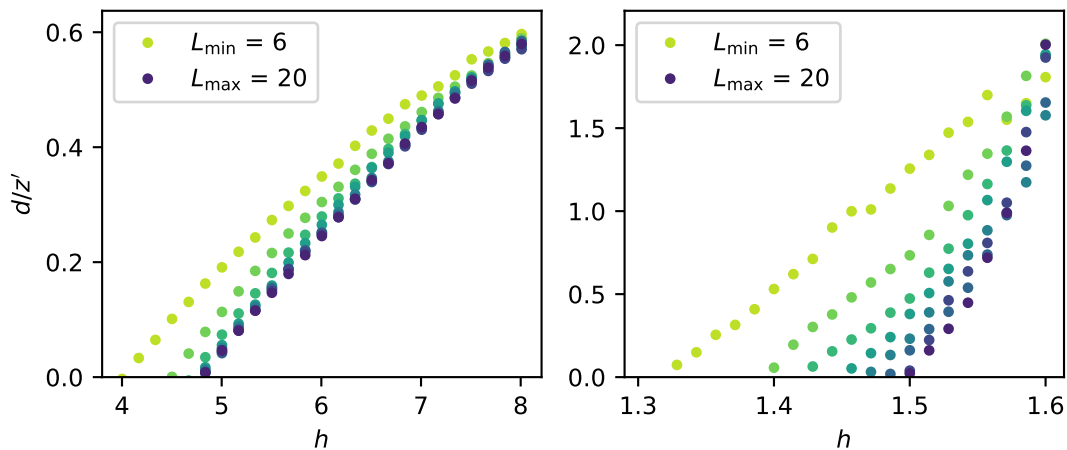 0.6
0.4
0.2
0.0
d/z′
4 5 6 7 8
h
L_min = 6
L_max = 20
2.0
1.5
1.0
0.5
0.0
1.3 1.4 1.5 1.6
h
L_min = 6
L_max = 20